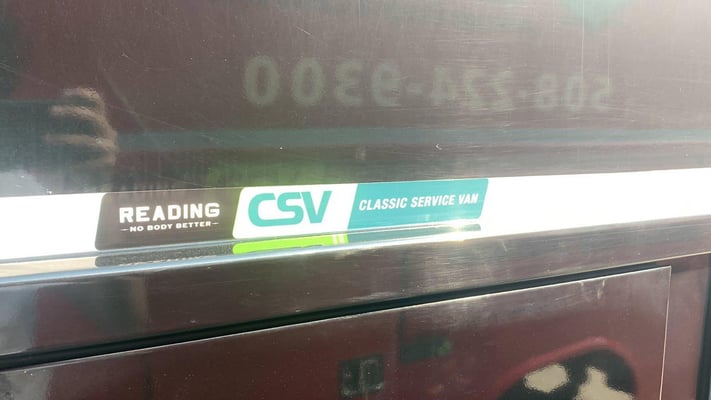 508-224-9300
READING
NO BODY BETTER
CSV
CLASSIC SERVICE VAN